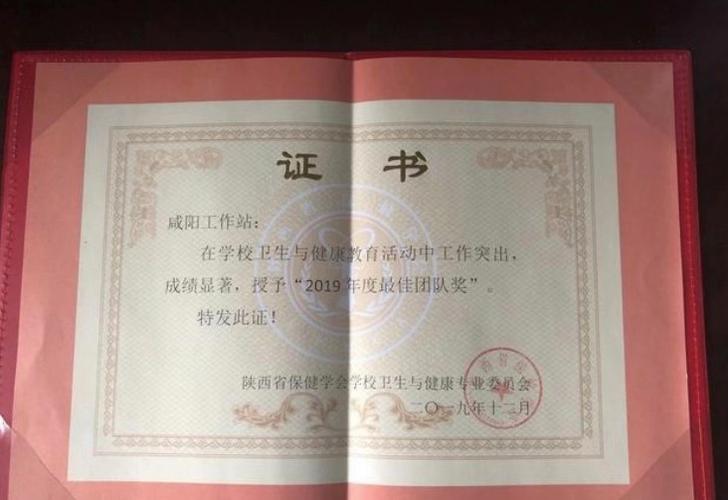 证 书
咸阳工作站：
在学校卫生与健康教育活动中工作突出，
成绩显著，授予“2019年度最佳团队奖”。
特发此证！
陕西省保健学会学校卫生与健康专业委员会
二〇一九年十二月